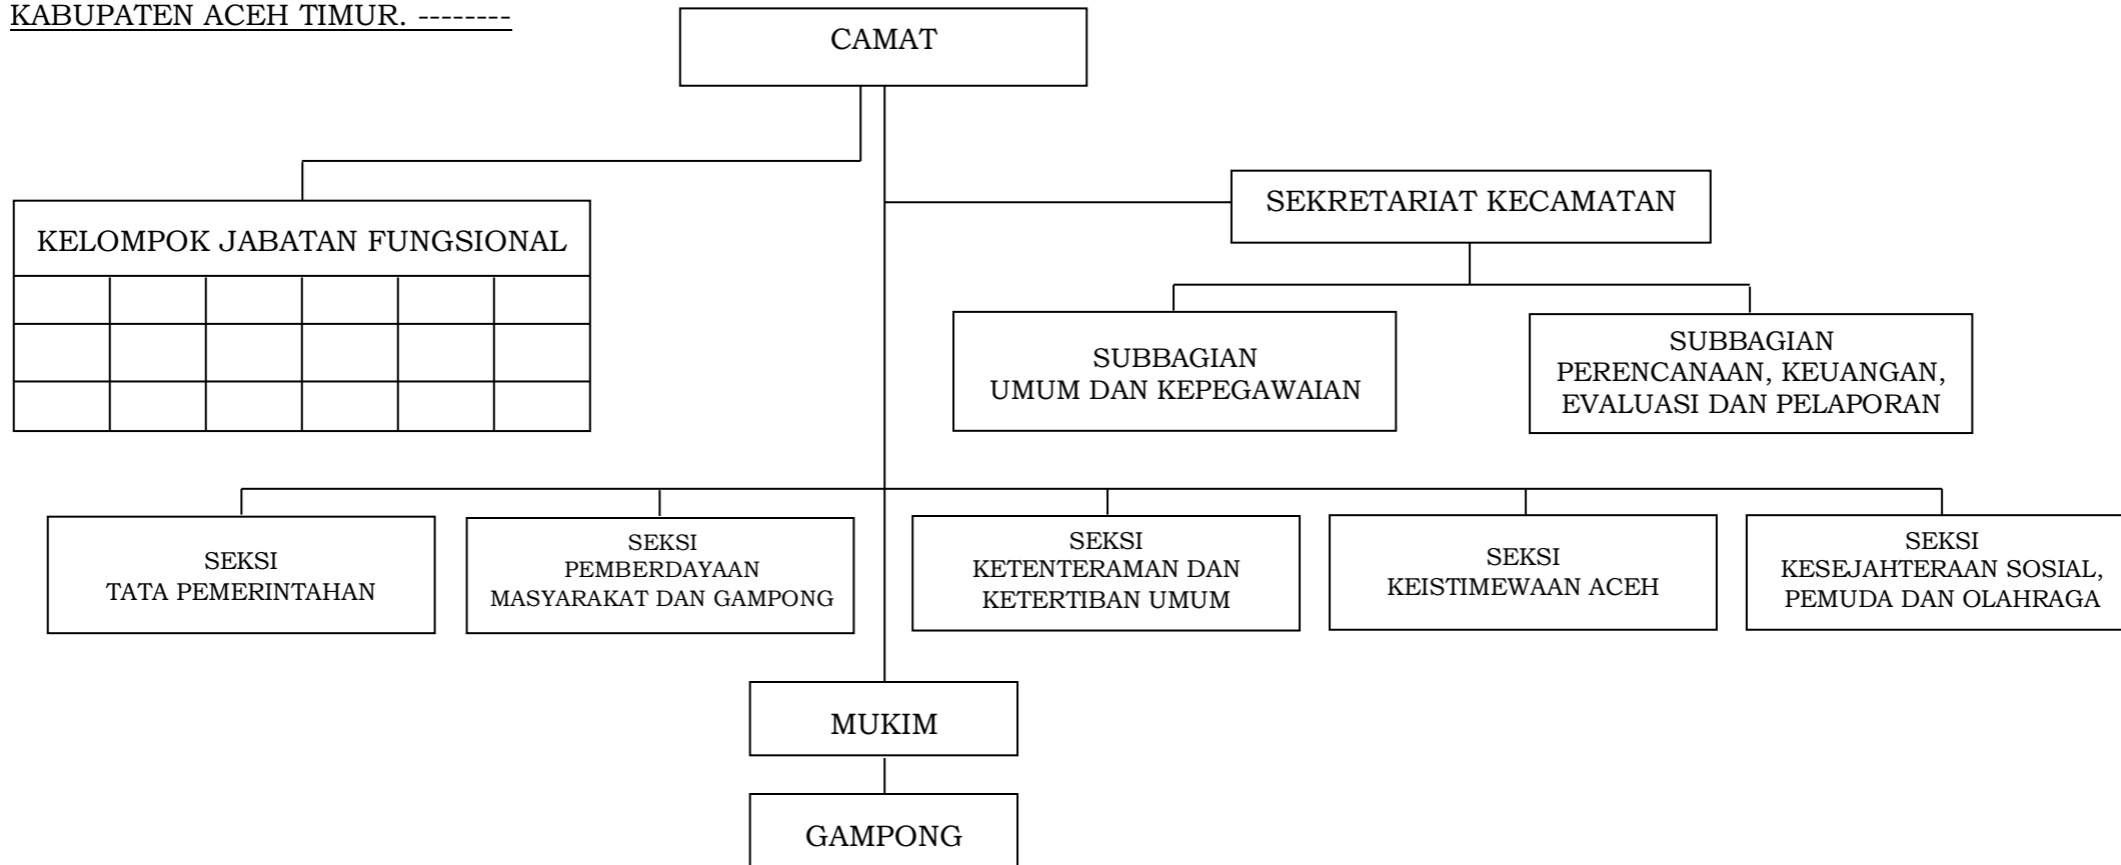 KABUPATEN ACEH TIMUR. --------
CAMAT
SEKRETARIAT KECAMATAN
KELOMPOK JABATAN FUNGSIONAL
SUBBAGIAN
UMUM DAN KEPEGAWAIAN
SUBBAGIAN
PERENCANAAN, KEUANGAN,
EVALUASI DAN PELAPORAN
SEKSI
TATA PEMERINTAHAN
SEKSI
PEMBERDAYAAN
MASYARAKAT DAN GAMPONG
SEKSI
KETENTERAMAN DAN
KETERTIBAN UMUM
SEKSI
KEISTIMEWAAN ACEH
SEKSI
KESEJAHTERAAN SOSIAL,
PEMUDA DAN OLAHRAGA
MUKIM
GAMPONG